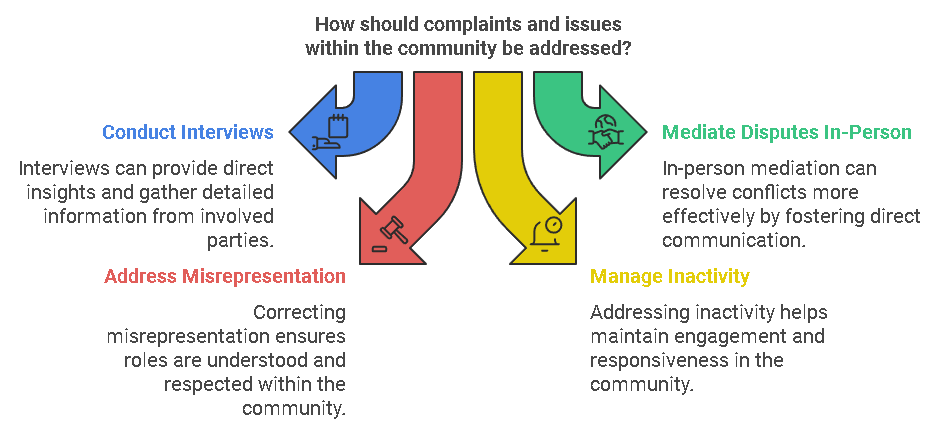 How should complaints and issues
within the community be addressed?
Conduct Interviews
Interviews can provide direct
insights and gather detailed
information from involved
parties.
Mediate Disputes In-Person
In-person mediation can
resolve conflicts more
effectively by fostering direct
communication.
Address Misrepresentation
Correcting
misrepresentation ensures
roles are understood and
respected within the
community.
Manage Inactivity
Addressing inactivity helps
maintain engagement and
responsiveness in the
community.